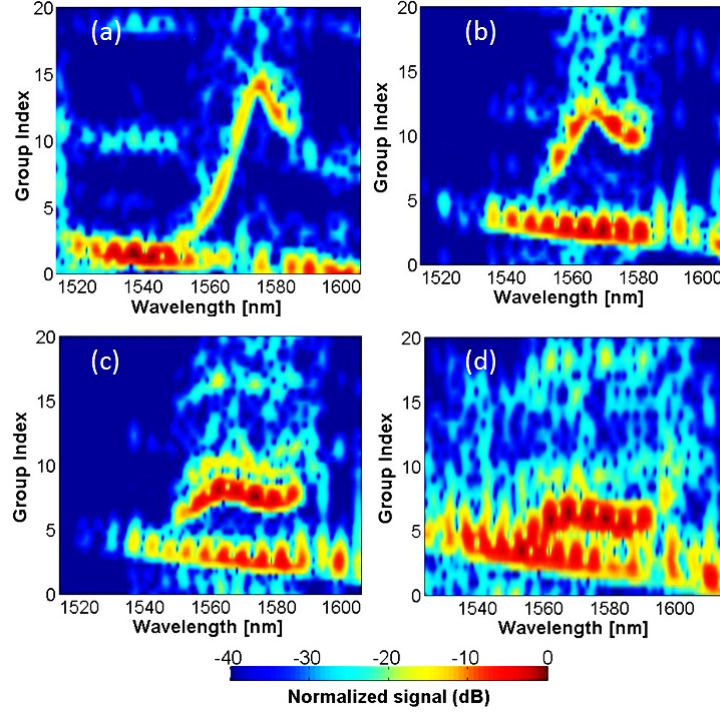 20 (a) 20 (b)
15 15
Group Index 10 Group Index 10
5 5
0 0
1520 1540 1560 1580 1600 1520 1540 1560 1580 1600
Wavelength [nm] Wavelength [nm]
20 (c) 20 (d)
15 15
Group Index 10 Group Index 10
5 5
0 0
1520 1540 1560 1580 1600 1540 1560 1580 1600
Wavelength [nm] Wavelength [nm]
-40 -30 -20 -10 0
Normalized signal (dB)